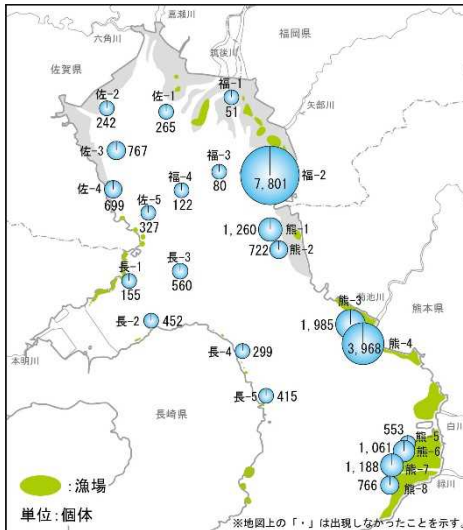 嘉瀬川
六角川
福岡県
筑後川
佐賀県
矢部川
佐-2
242
佐-1
265
福-1
51
佐-3
767
福-3
80
福-4
122
7,801
福-2
佐-4
699
佐-5
327
1,260
熊-1
722
熊-2
長-3
560
長-1
155
菊池川
熊-3
1,985
熊本県
長-2
452
3,968
熊-4
本明川
長-4
299
長崎県
長-5
415
白川
553
熊-5
1,061
熊-6
1,188
熊-7
766
熊-8
緑川
:漁場
単位:個体
※地図上の「・」は出現しなかったことを示す。